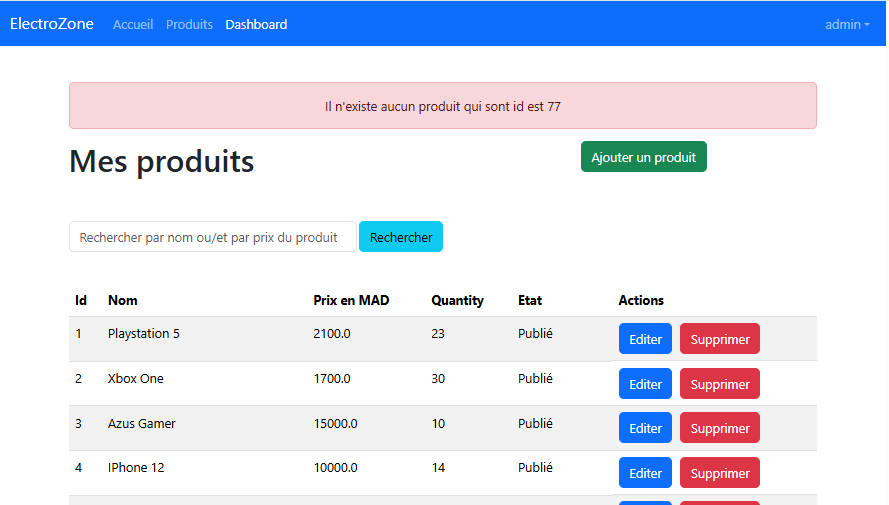 ElectroZone Accueil Produits Dashboard admin
Il n'existe aucun produit qui sont id est 77
Mes produits Ajouter un produit
Rechercher par nom ou/et par prix du produit Rechercher
Id Nom Prix en MAD Quantity Etat Actions
1 Playstation 5 2100.0 23 Publié Editer Supprimer
2 Xbox One 1700.0 30 Publié Editer Supprimer
3 Azus Gamer 15000.0 10 Publié Editer Supprimer
4 IPhone 12 10000.0 14 Publié Editer Supprimer